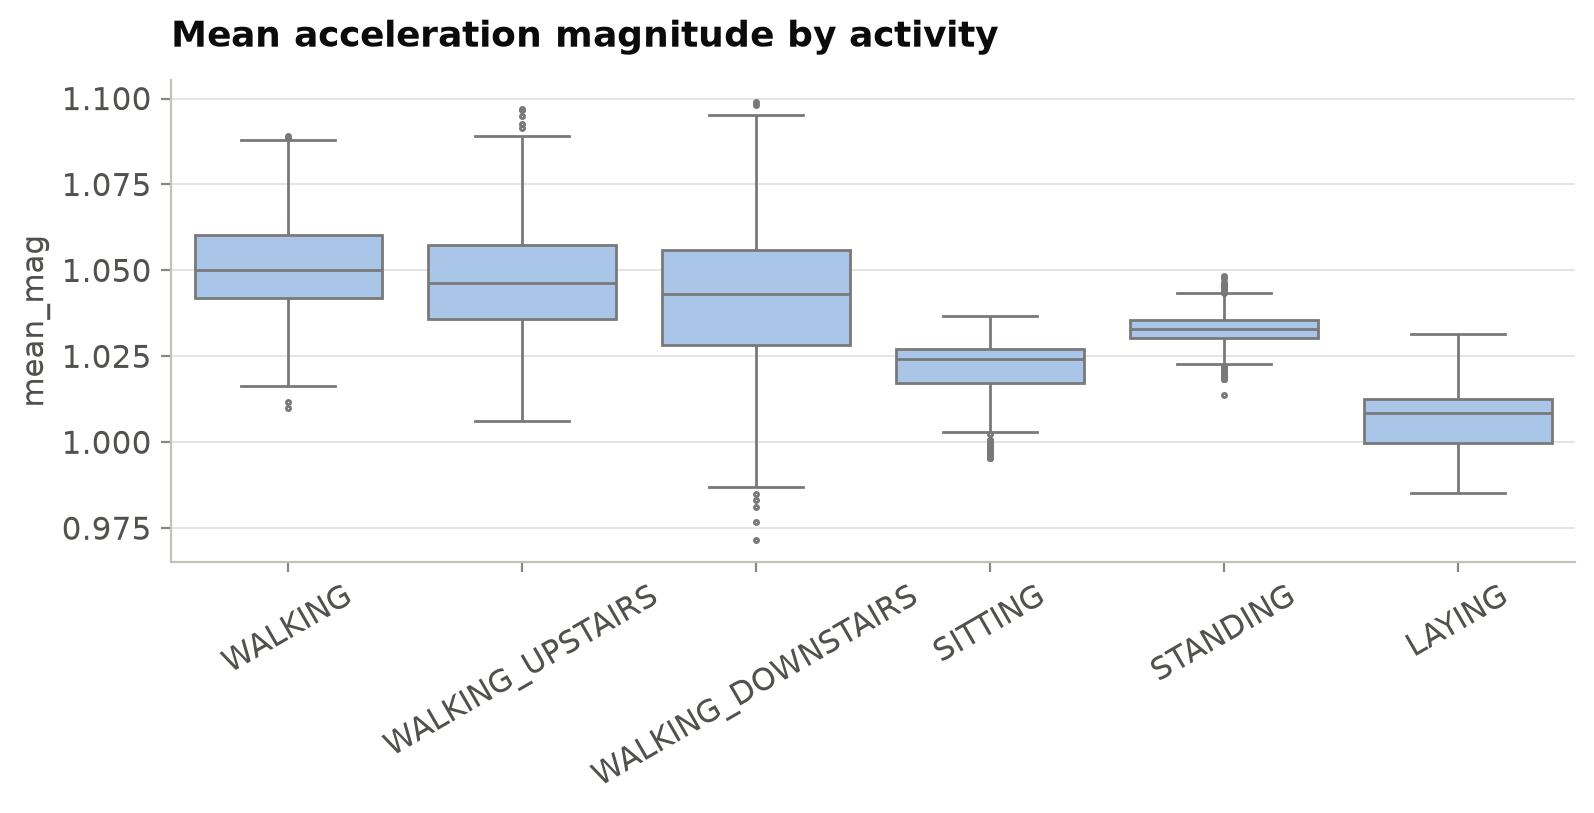 Mean acceleration magnitude by activity
1.100
1.075
1.050
1.025
1.000
0.975
mean_mag
WALKING
WALKING_UPSTAIRS
WALKING_DOWNSTAIRS
SITTING
STANDING
LAYING